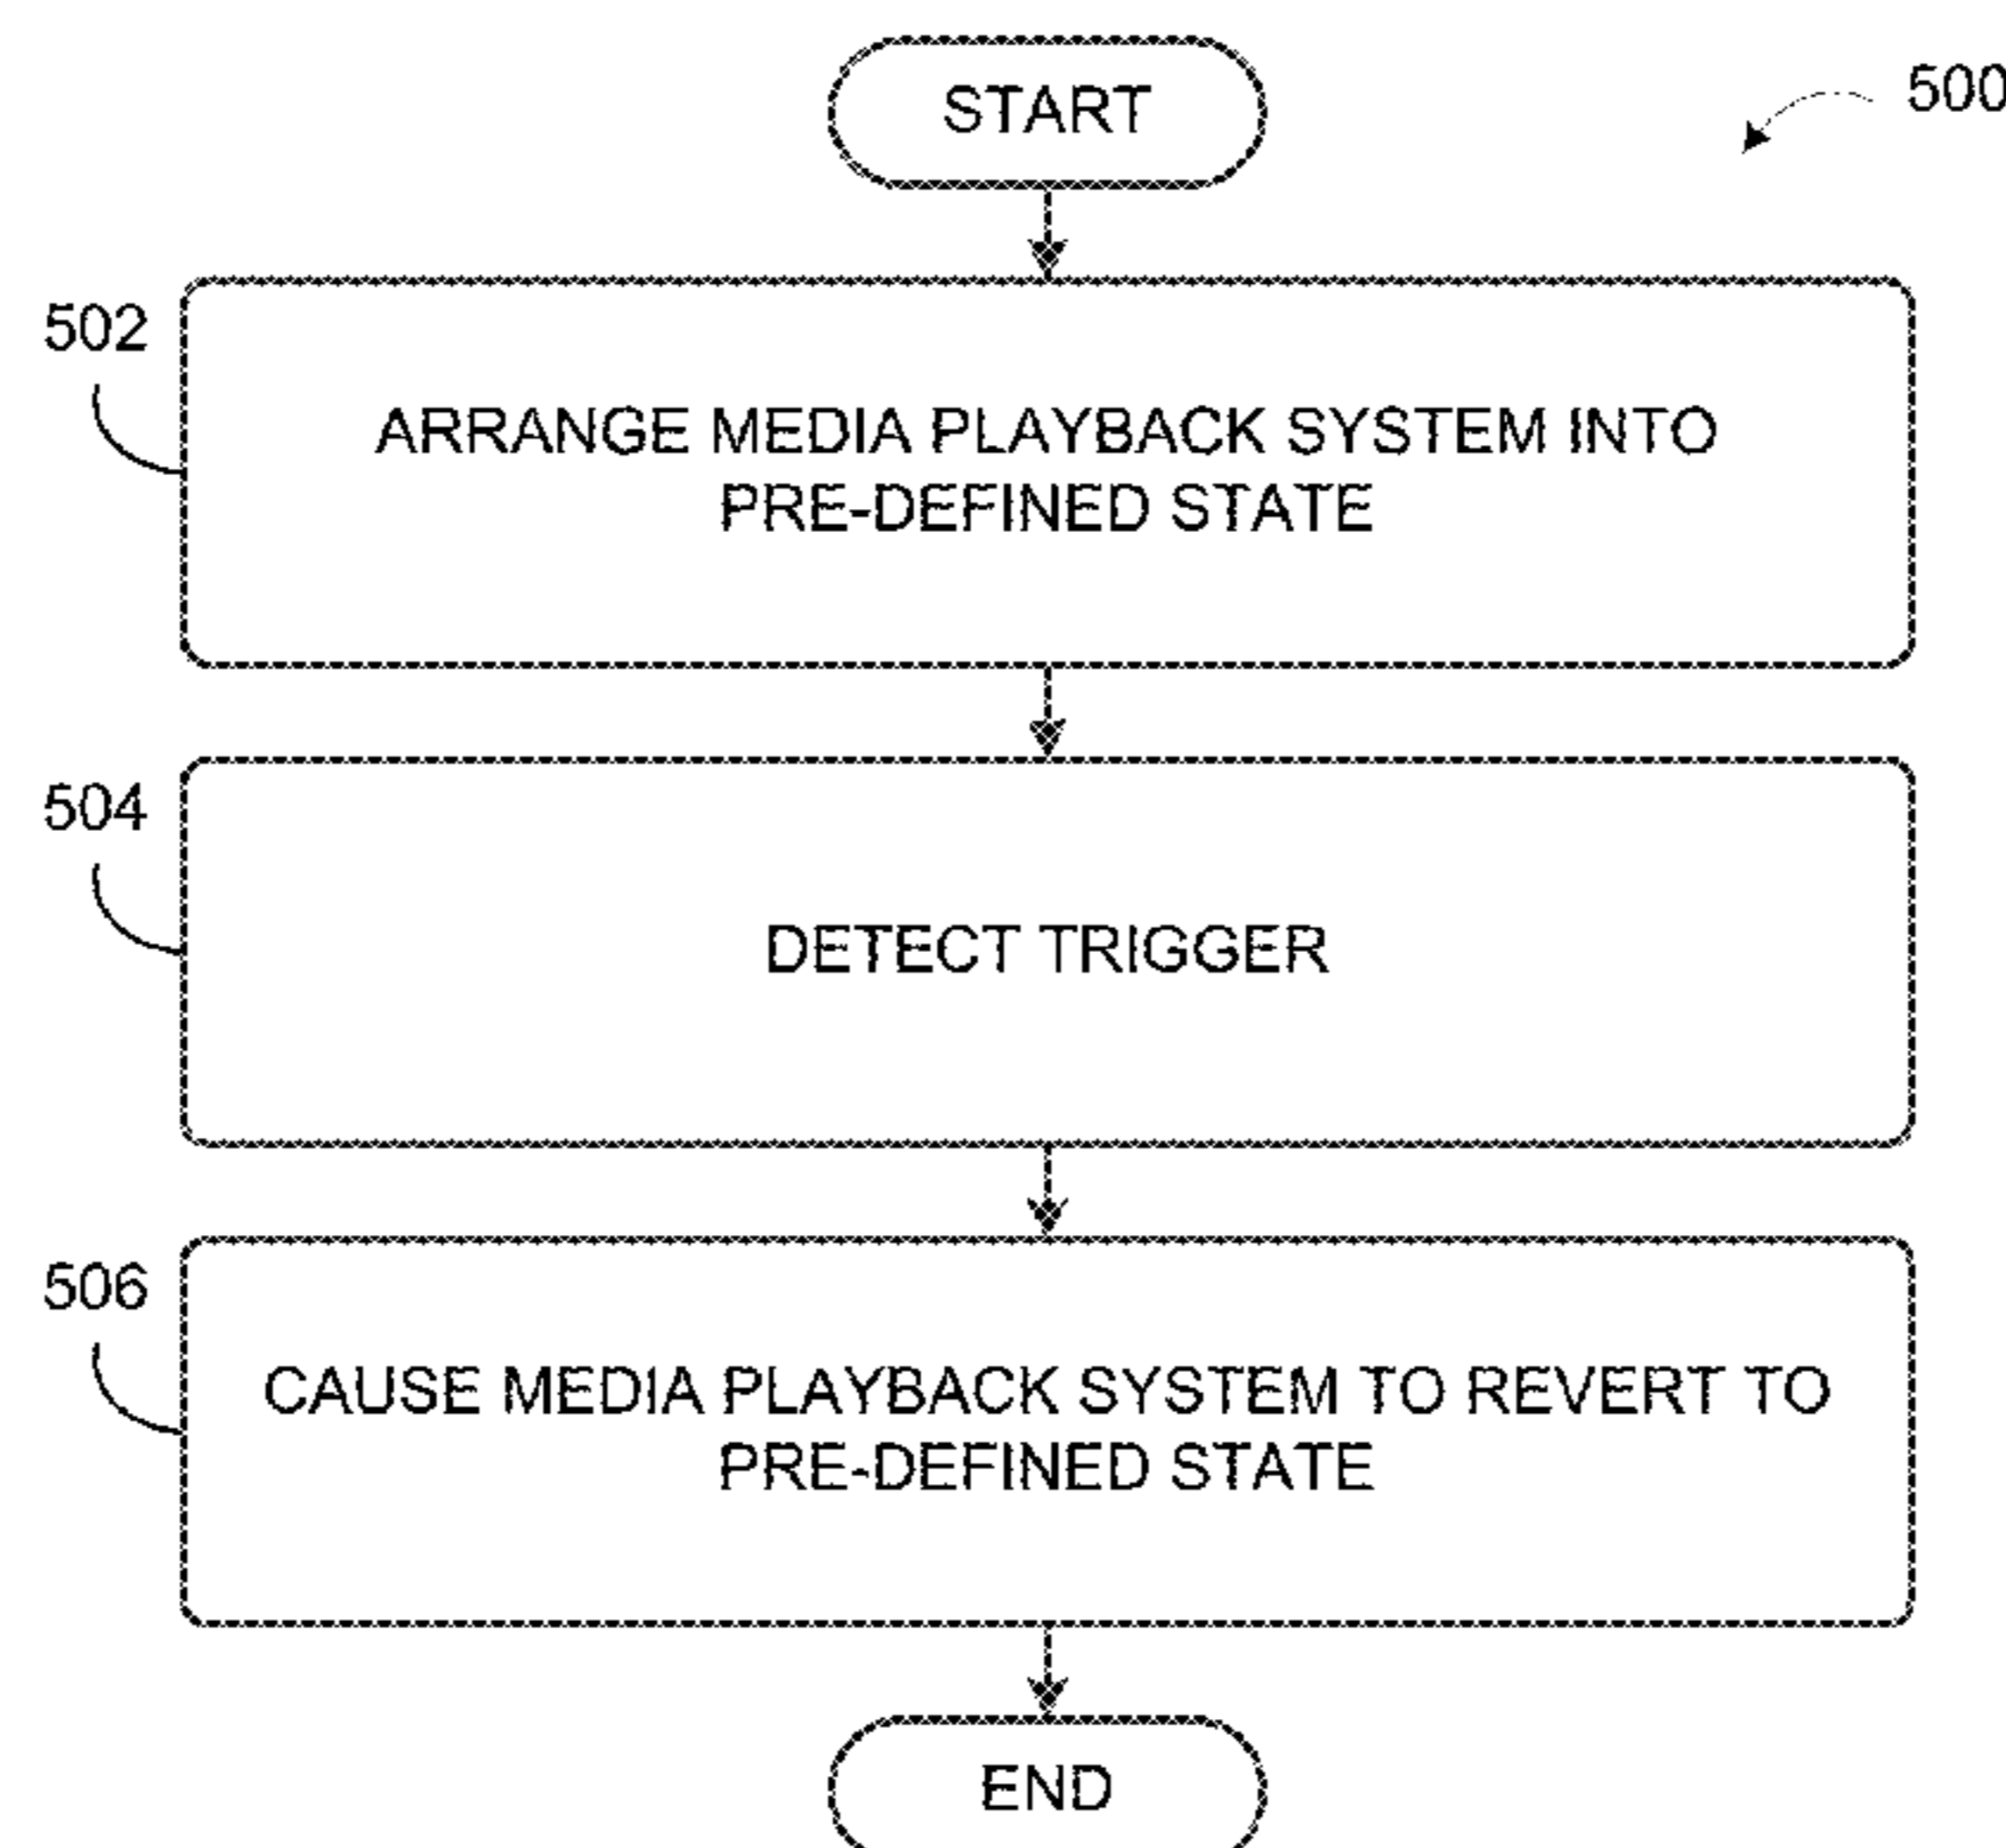 START
500
502
ARRANGE MEDIA PLAYBACK SYSTEM INTO
PRE-DEFINED STATE
504
DETECT TRIGGER
506
CAUSE MEDIA PLAYBACK SYSTEM TO REVERT TO
PRE-DEFINED STATE
END